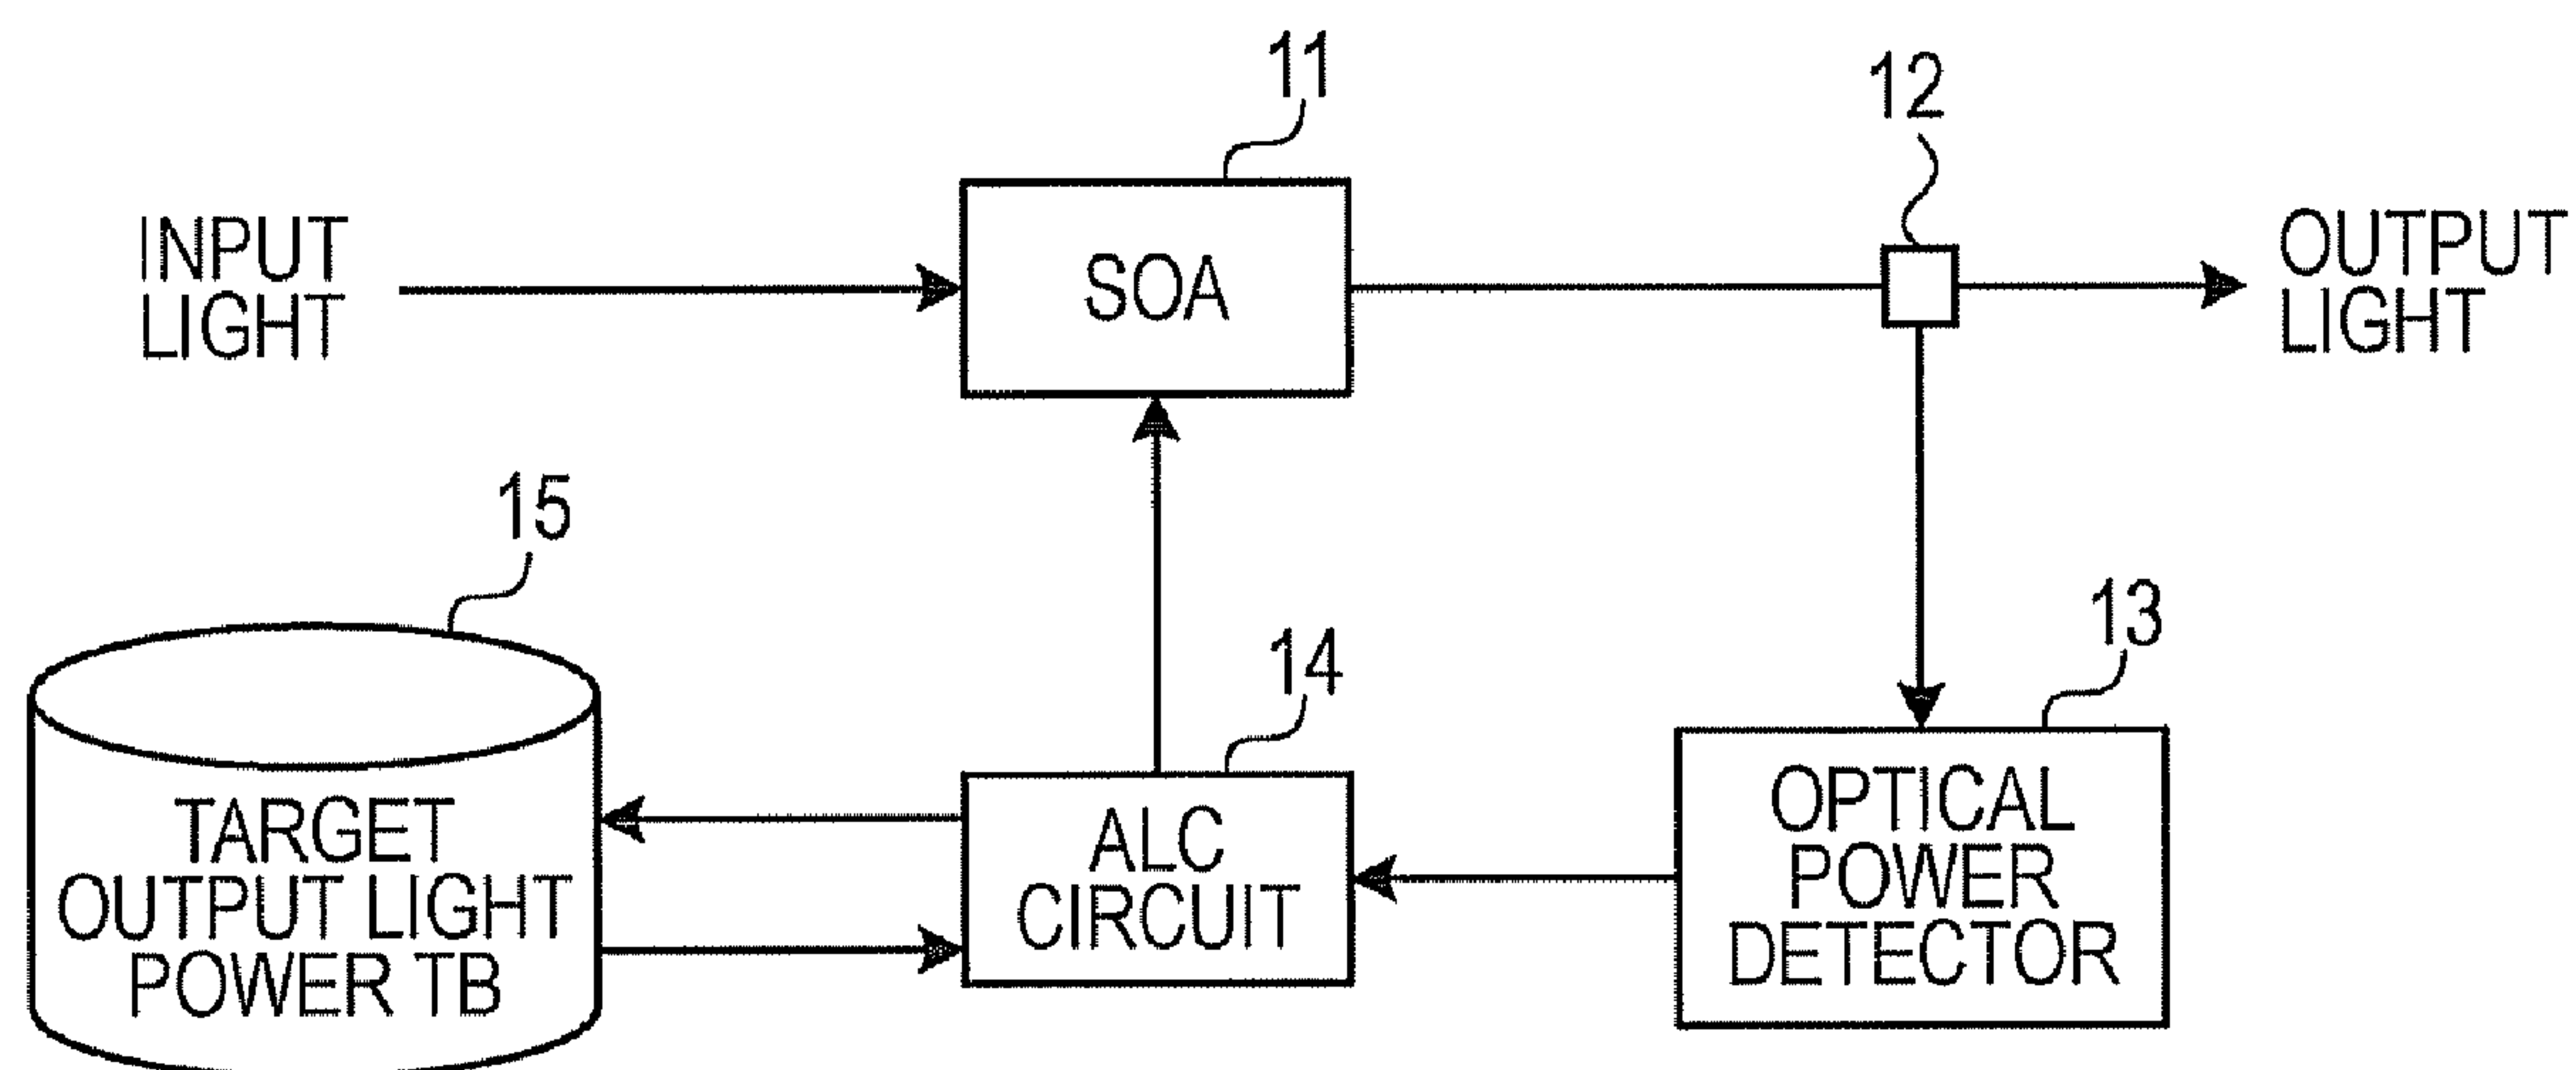 11
12
INPUT
LIGHT
SOA
OUTPUT
LIGHT
15
14
13
TARGET
OUTPUT LIGHT
POWER TB
ALC
CIRCUIT
OPTICAL
POWER
DETECTOR